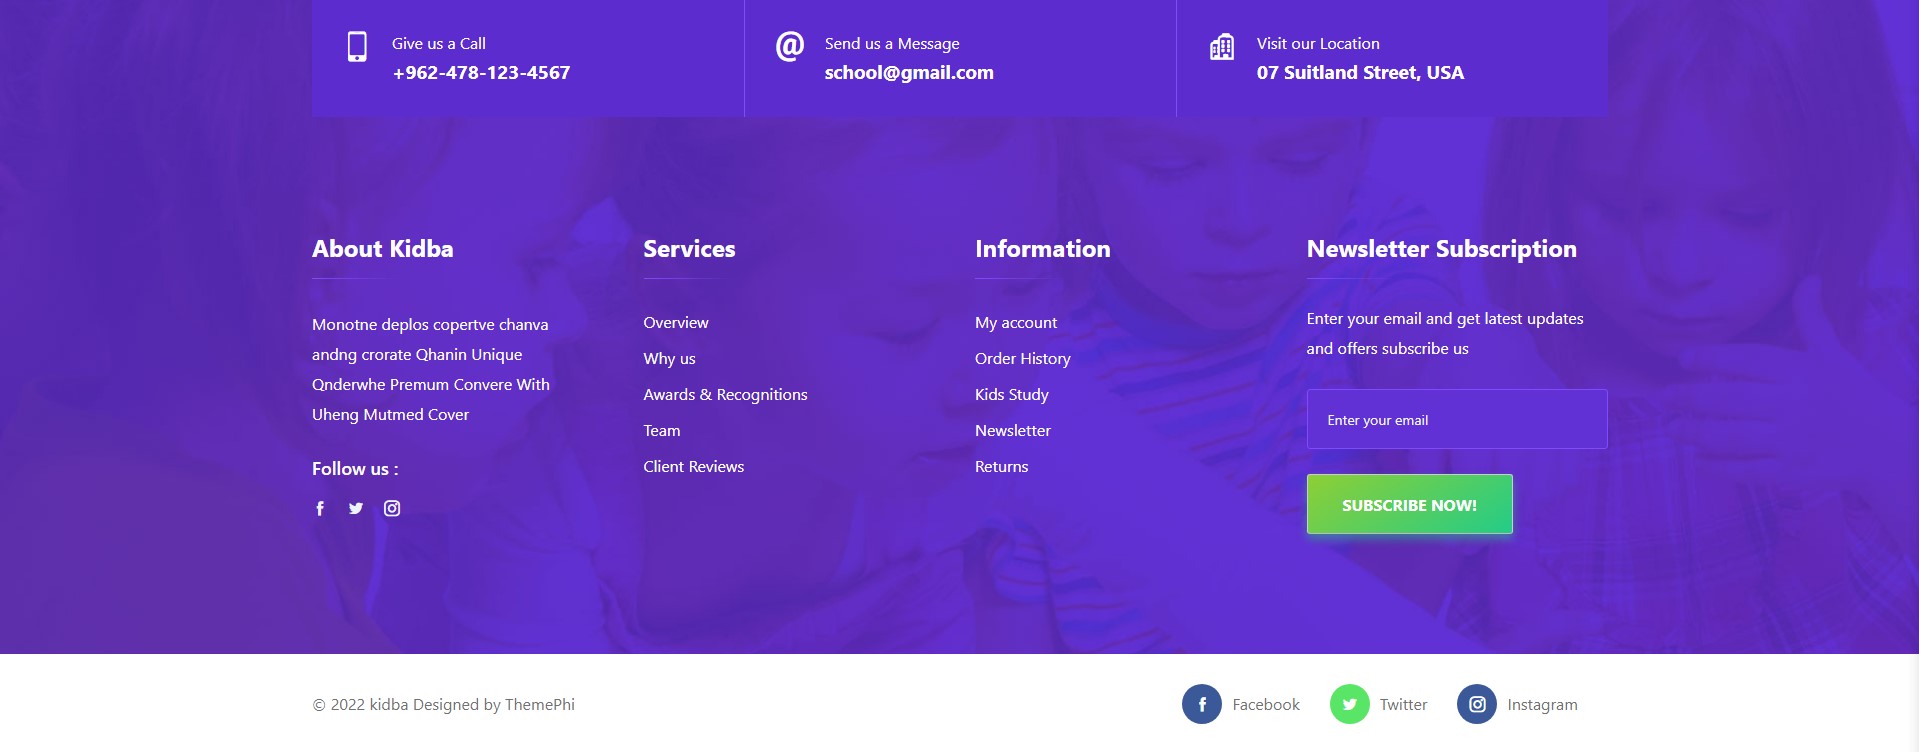 Give us a Call
+962-478-123-4567
Send us a Message
school@gmail.com
Visit our Location
07 Suitland Street, USA
About Kidba
Monotne deplos copertve chanva
andng crorate Qhanin Unique
Qnderwhe Premum Convere With
Uheng Mutmed Cover
Follow us :
Services
Overview
Why us
Awards & Recognitions
Team
Client Reviews
Information
My account
Order History
Kids Study
Newsletter
Returns
Newsletter Subscription
Enter your email and get latest updates
and offers subscribe us
Enter your email
SUBSCRIBE NOW!
© 2022 kidba Designed by ThemePhi
Facebook
Twitter
Instagram